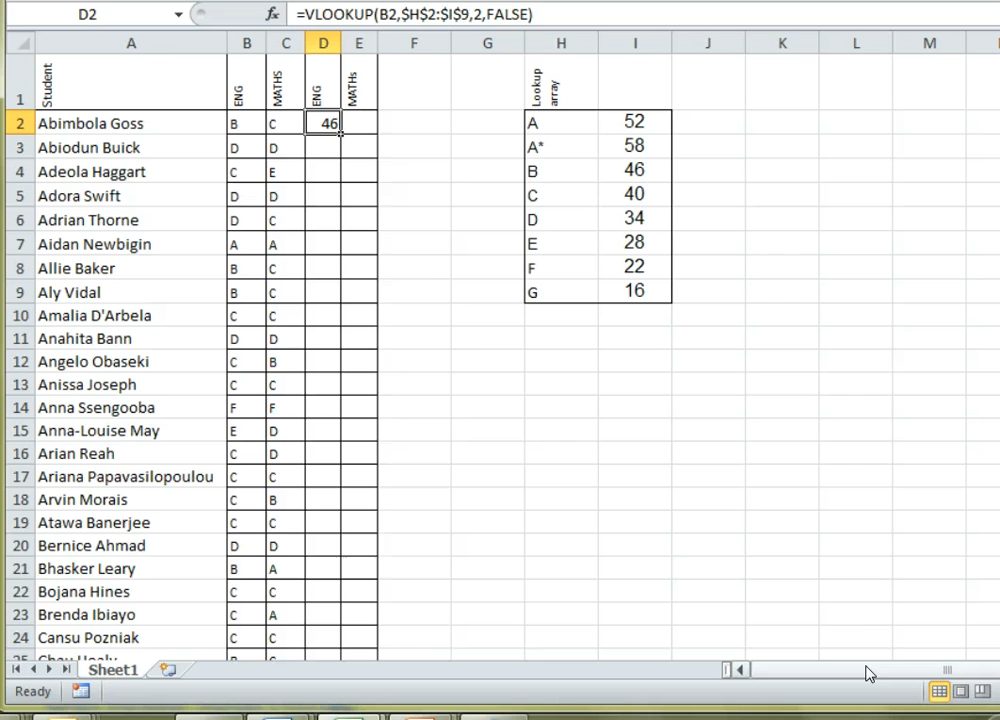 D2 fx =VLOOKUP(B2,$H$2:$I$9,2,FALSE)
A B C D E F G H I J K L M
1 Student ENG MATHS ENG MATHs Lookup array
2 Abimbola Goss B C 46 A 52
3 Abiodun Buick D D A* 58
4 Adeola Haggart C E B 46
5 Adora Swift D D C 40
6 Adrian Thorne D C D 34
7 Aidan Newbigin A A E 28
8 Allie Baker B C F 22
9 Aly Vidal B C G 16
10 Amalia D'Arbela C C
11 Anahita Bann D D
12 Angelo Obaseki C B
13 Anissa Joseph C C
14 Anna Ssengooba F F
15 Anna-Louise May E D
16 Arian Reah C D
17 Ariana Papavasilopoulou C C
18 Arvin Morais C B
19 Atawa Banerjee C C
20 Bernice Ahmad D D
21 Bhasker Leary B A
22 Bojana Hines C C
23 Brenda Ibiayo C A
24 Cansu Pozniak C C
Sheet1
Ready